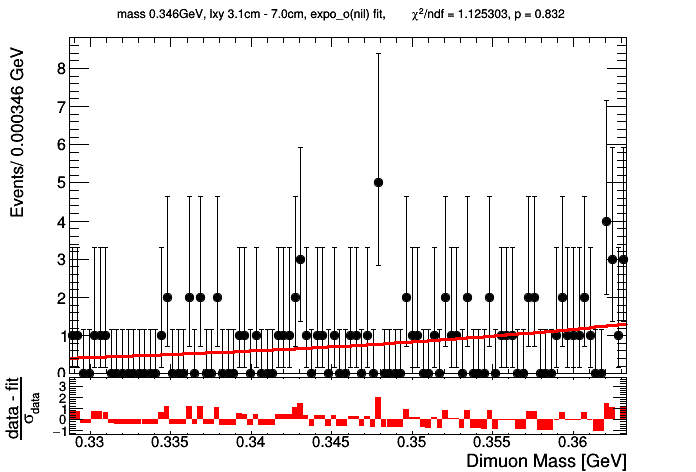 mass 0.346GeV, lxy 3.1cm - 7.0cm, expo_o(nil) fit, χ²/ndf = 1.125303, p = 0.832
Events/ 0.000346 GeV
8
7
6
5
4
3
2
1
0
data - fit
σdata
3
2
1
0
−1
0.33 0.335 0.34 0.345 0.35 0.355 0.36
Dimuon Mass [GeV]